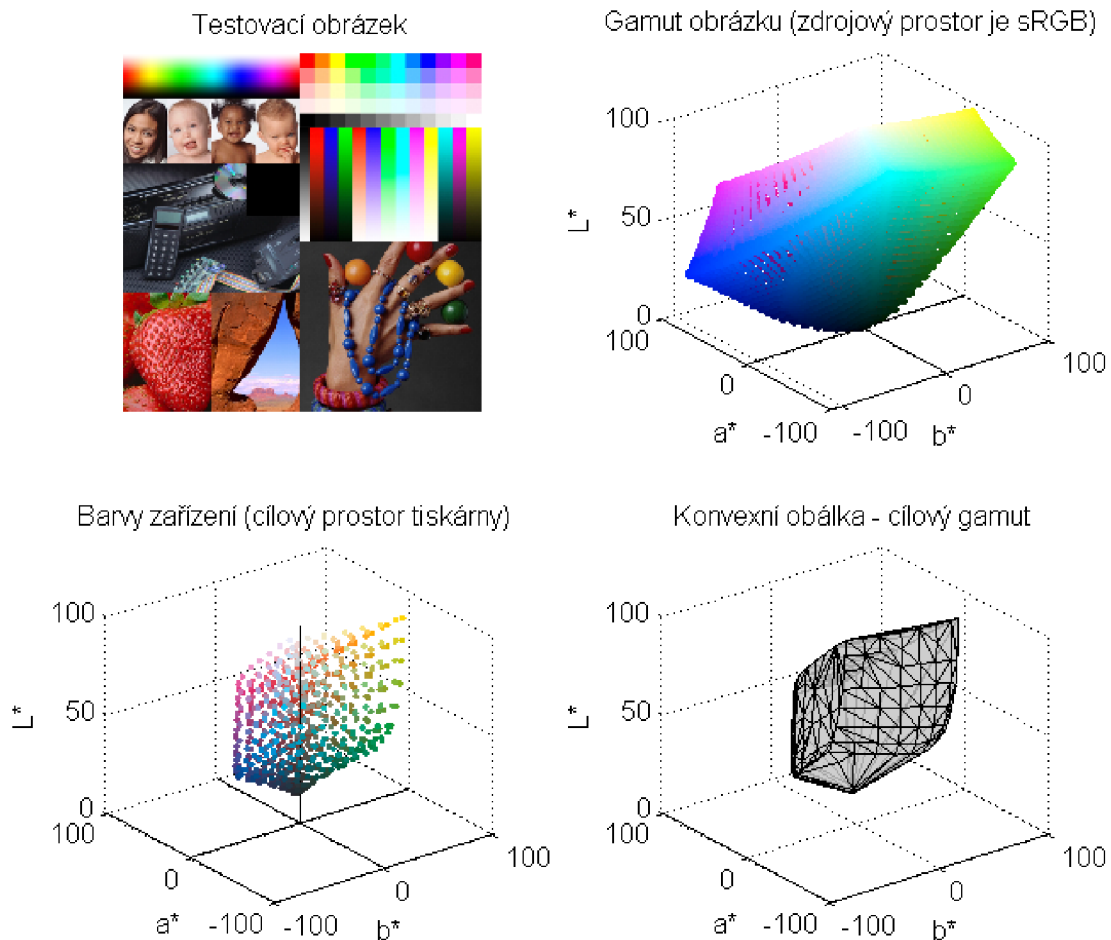 Testovací obrázek
Gamut obrázku (zdrojový prostor je sRGB)
100
50
0
L*
100
0
-100
a*
-100
0
100
b*
Barvy zařízení (cílový prostor tiskárny)
100
50
0
L*
100
0
-100
a*
-100
0
100
b*
Konvexní obálka - cílový gamut
100
50
0
L*
100
0
-100
a*
-100
0
100
b*